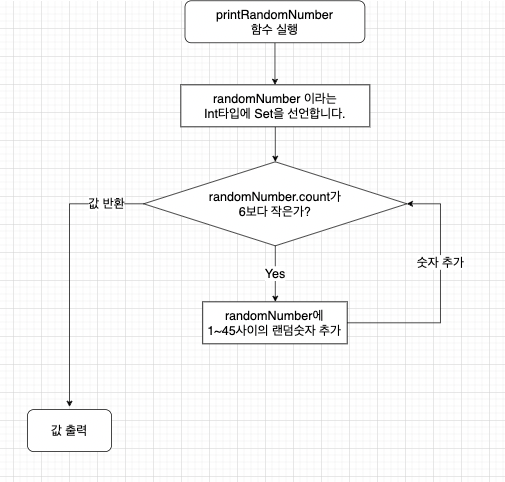 printRandomNumber
함수 실행
randomNumber 이라는
Int타입에 Set을 선언합니다.
randomNumber.count가
6보다 작은가?
값 반환
숫자 추가
Yes
randomNumber에
1~45사이의 랜덤숫자 추가
값 출력